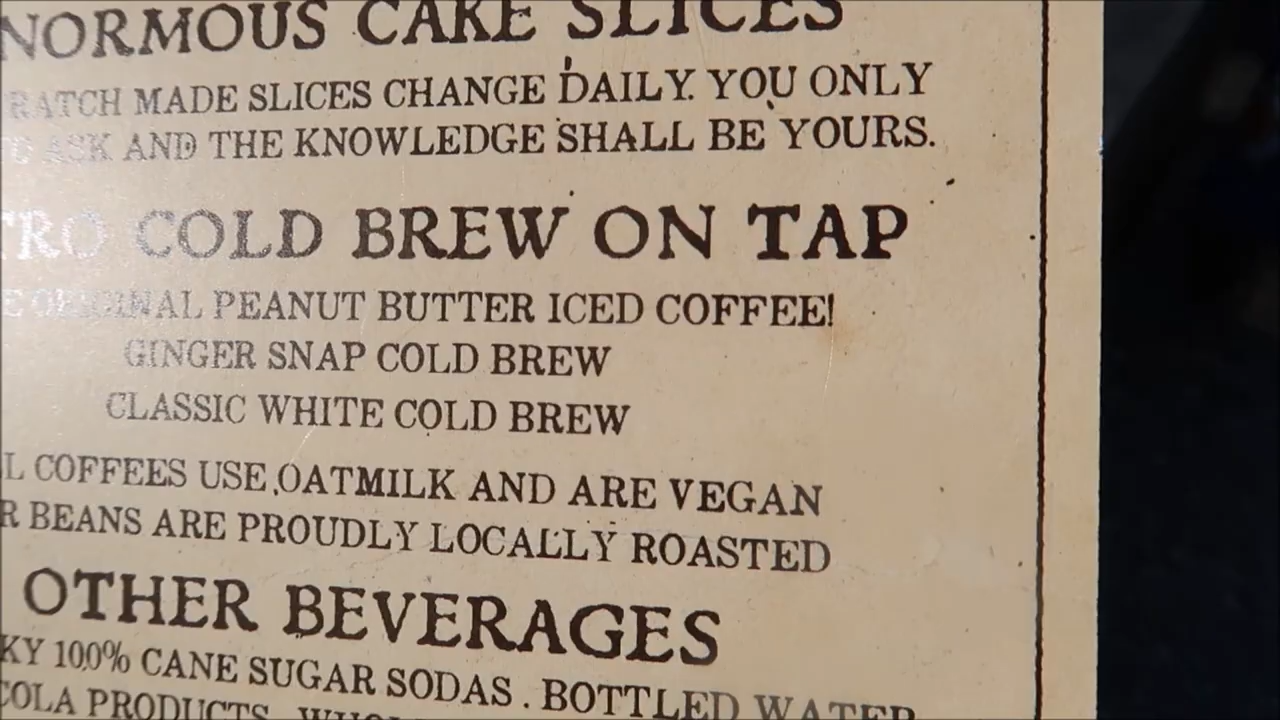 NORMOUS CAKE SLICES
RATCH MADE SLICES CHANGE DAILY. YOU ONLY
ASK AND THE KNOWLEDGE SHALL BE YOURS.
TRO COLD BREW ON TAP
E ORIGINAL PEANUT BUTTER ICED COFFEE!
GINGER SNAP COLD BREW
CLASSIC WHITE COLD BREW
L COFFEES USE OATMILK AND ARE VEGAN
R BEANS ARE PROUDLY LOCALLY ROASTED
OTHER BEVERAGES
KY 100% CANE SUGAR SODAS. BOTTLED WATER
COLA PRODUCTS.